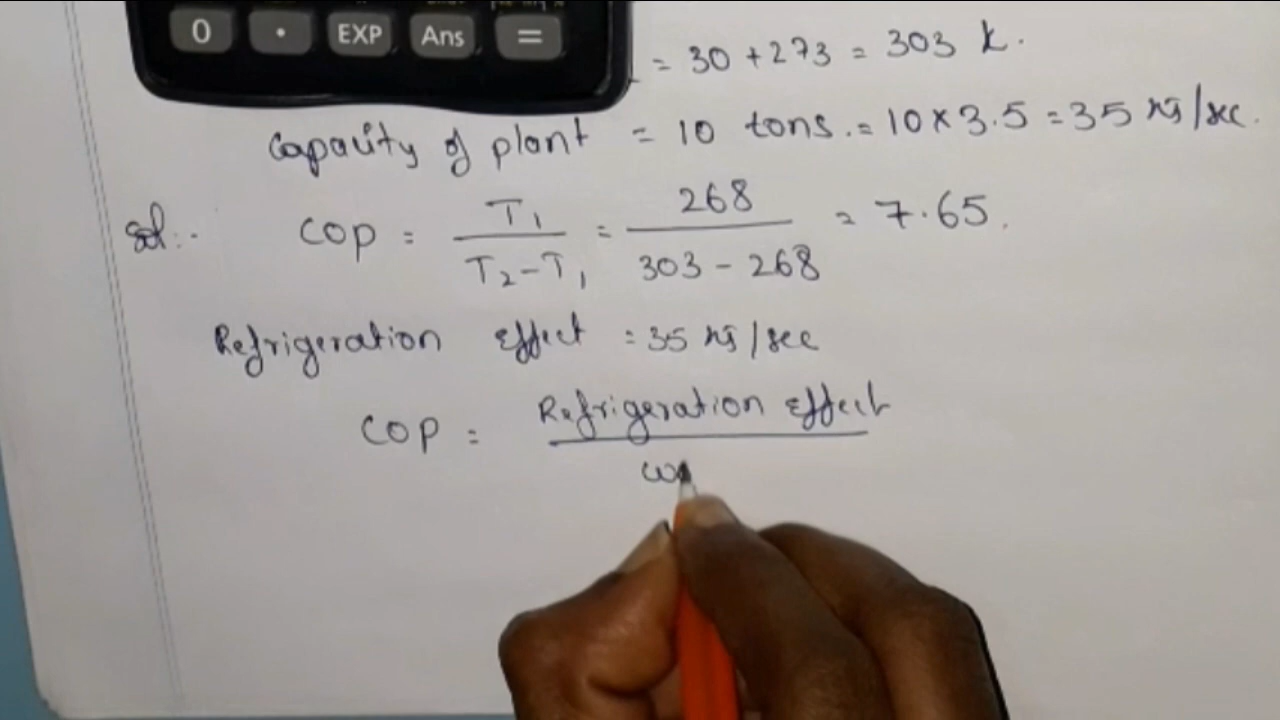 0 . EXP Ans =
= 30 + 273 = 303 k.
Capacity of plant = 10 tons. = 10 × 3.5 = 35 kJ/sec.
Sol:- COP = T1 / T2 - T1 = 268 / 303 - 268 = 7.65.
Refrigeration Effect = 35 kJ/sec
COP = Refrigeration Effect